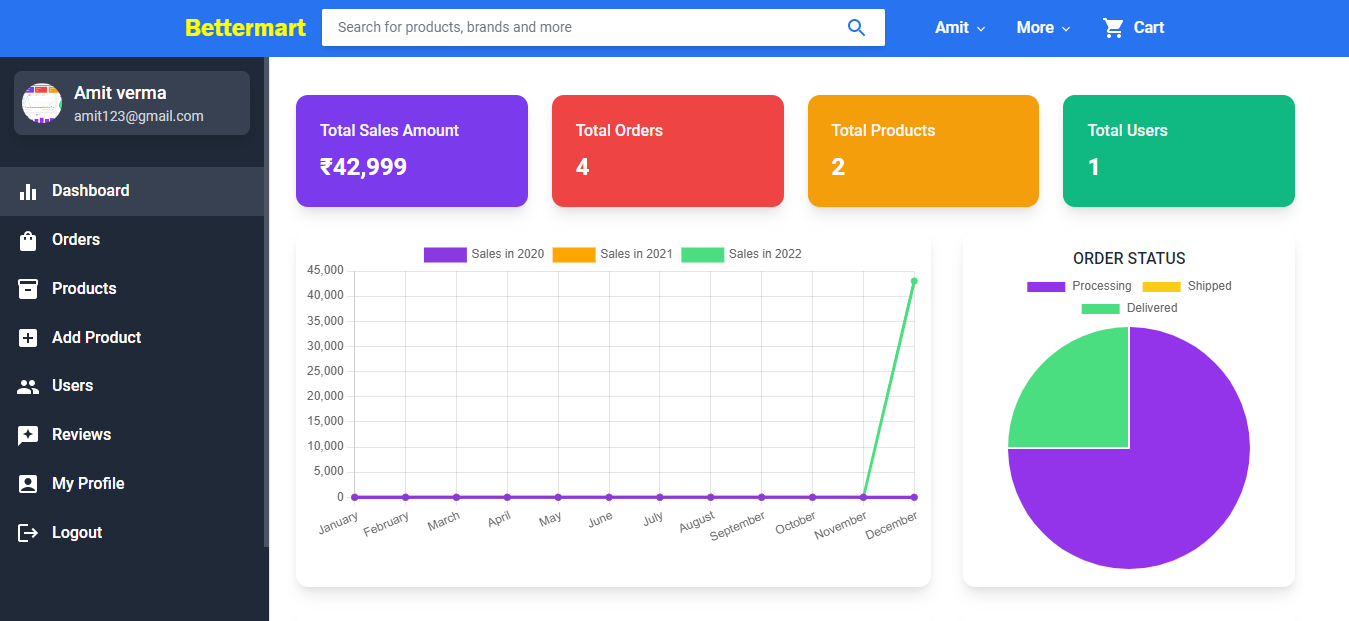 Bettermart
Search for products, brands and more
Amit
More
Cart
Amit verma
amit123@gmail.com
Dashboard
Orders
Products
Add Product
Users
Reviews
My Profile
Logout
Total Sales Amount
₹42,999
Total Orders
4
Total Products
2
Total Users
1
Sales in 2020 Sales in 2021 Sales in 2022
45,000
40,000
35,000
30,000
25,000
20,000
15,000
10,000
5,000
0
January February March April May June July August September October November December
ORDER STATUS
Processing Shipped
Delivered